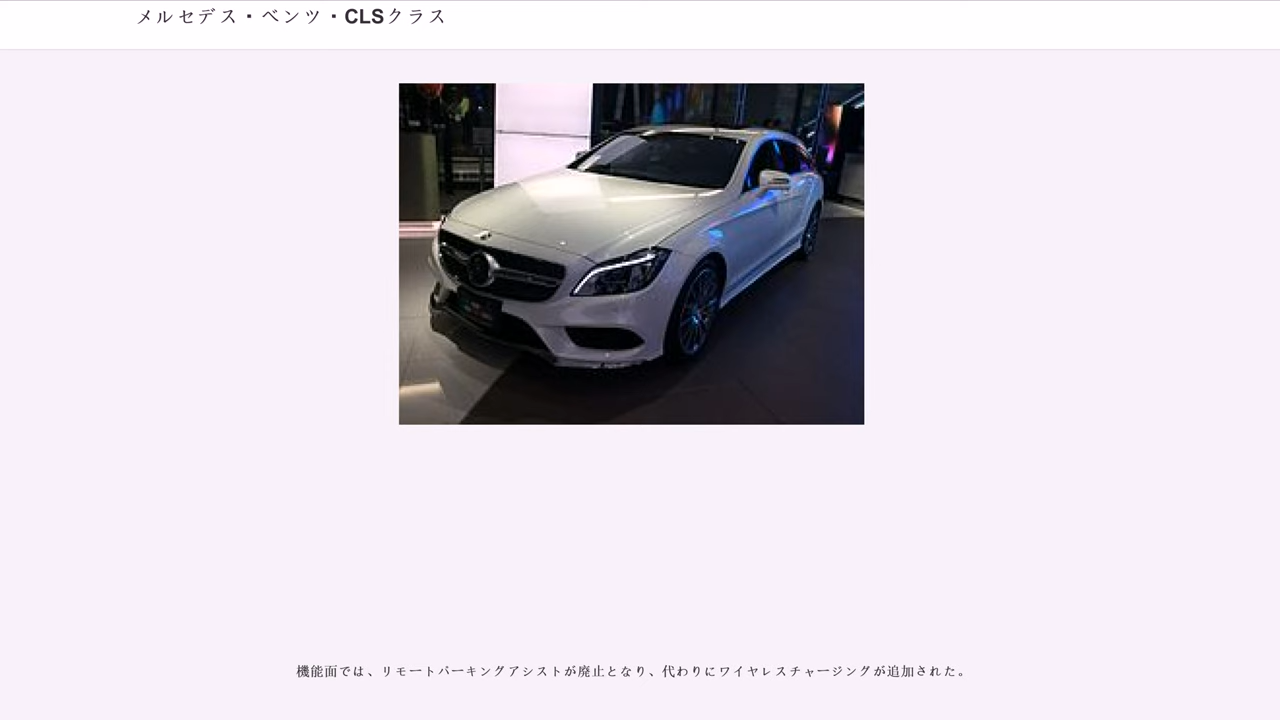 メルセデス・ベンツ・CLSクラス
機能面では、リモートパーキングアシストが廃止となり、代わりにワイヤレスチャージングが追加された。